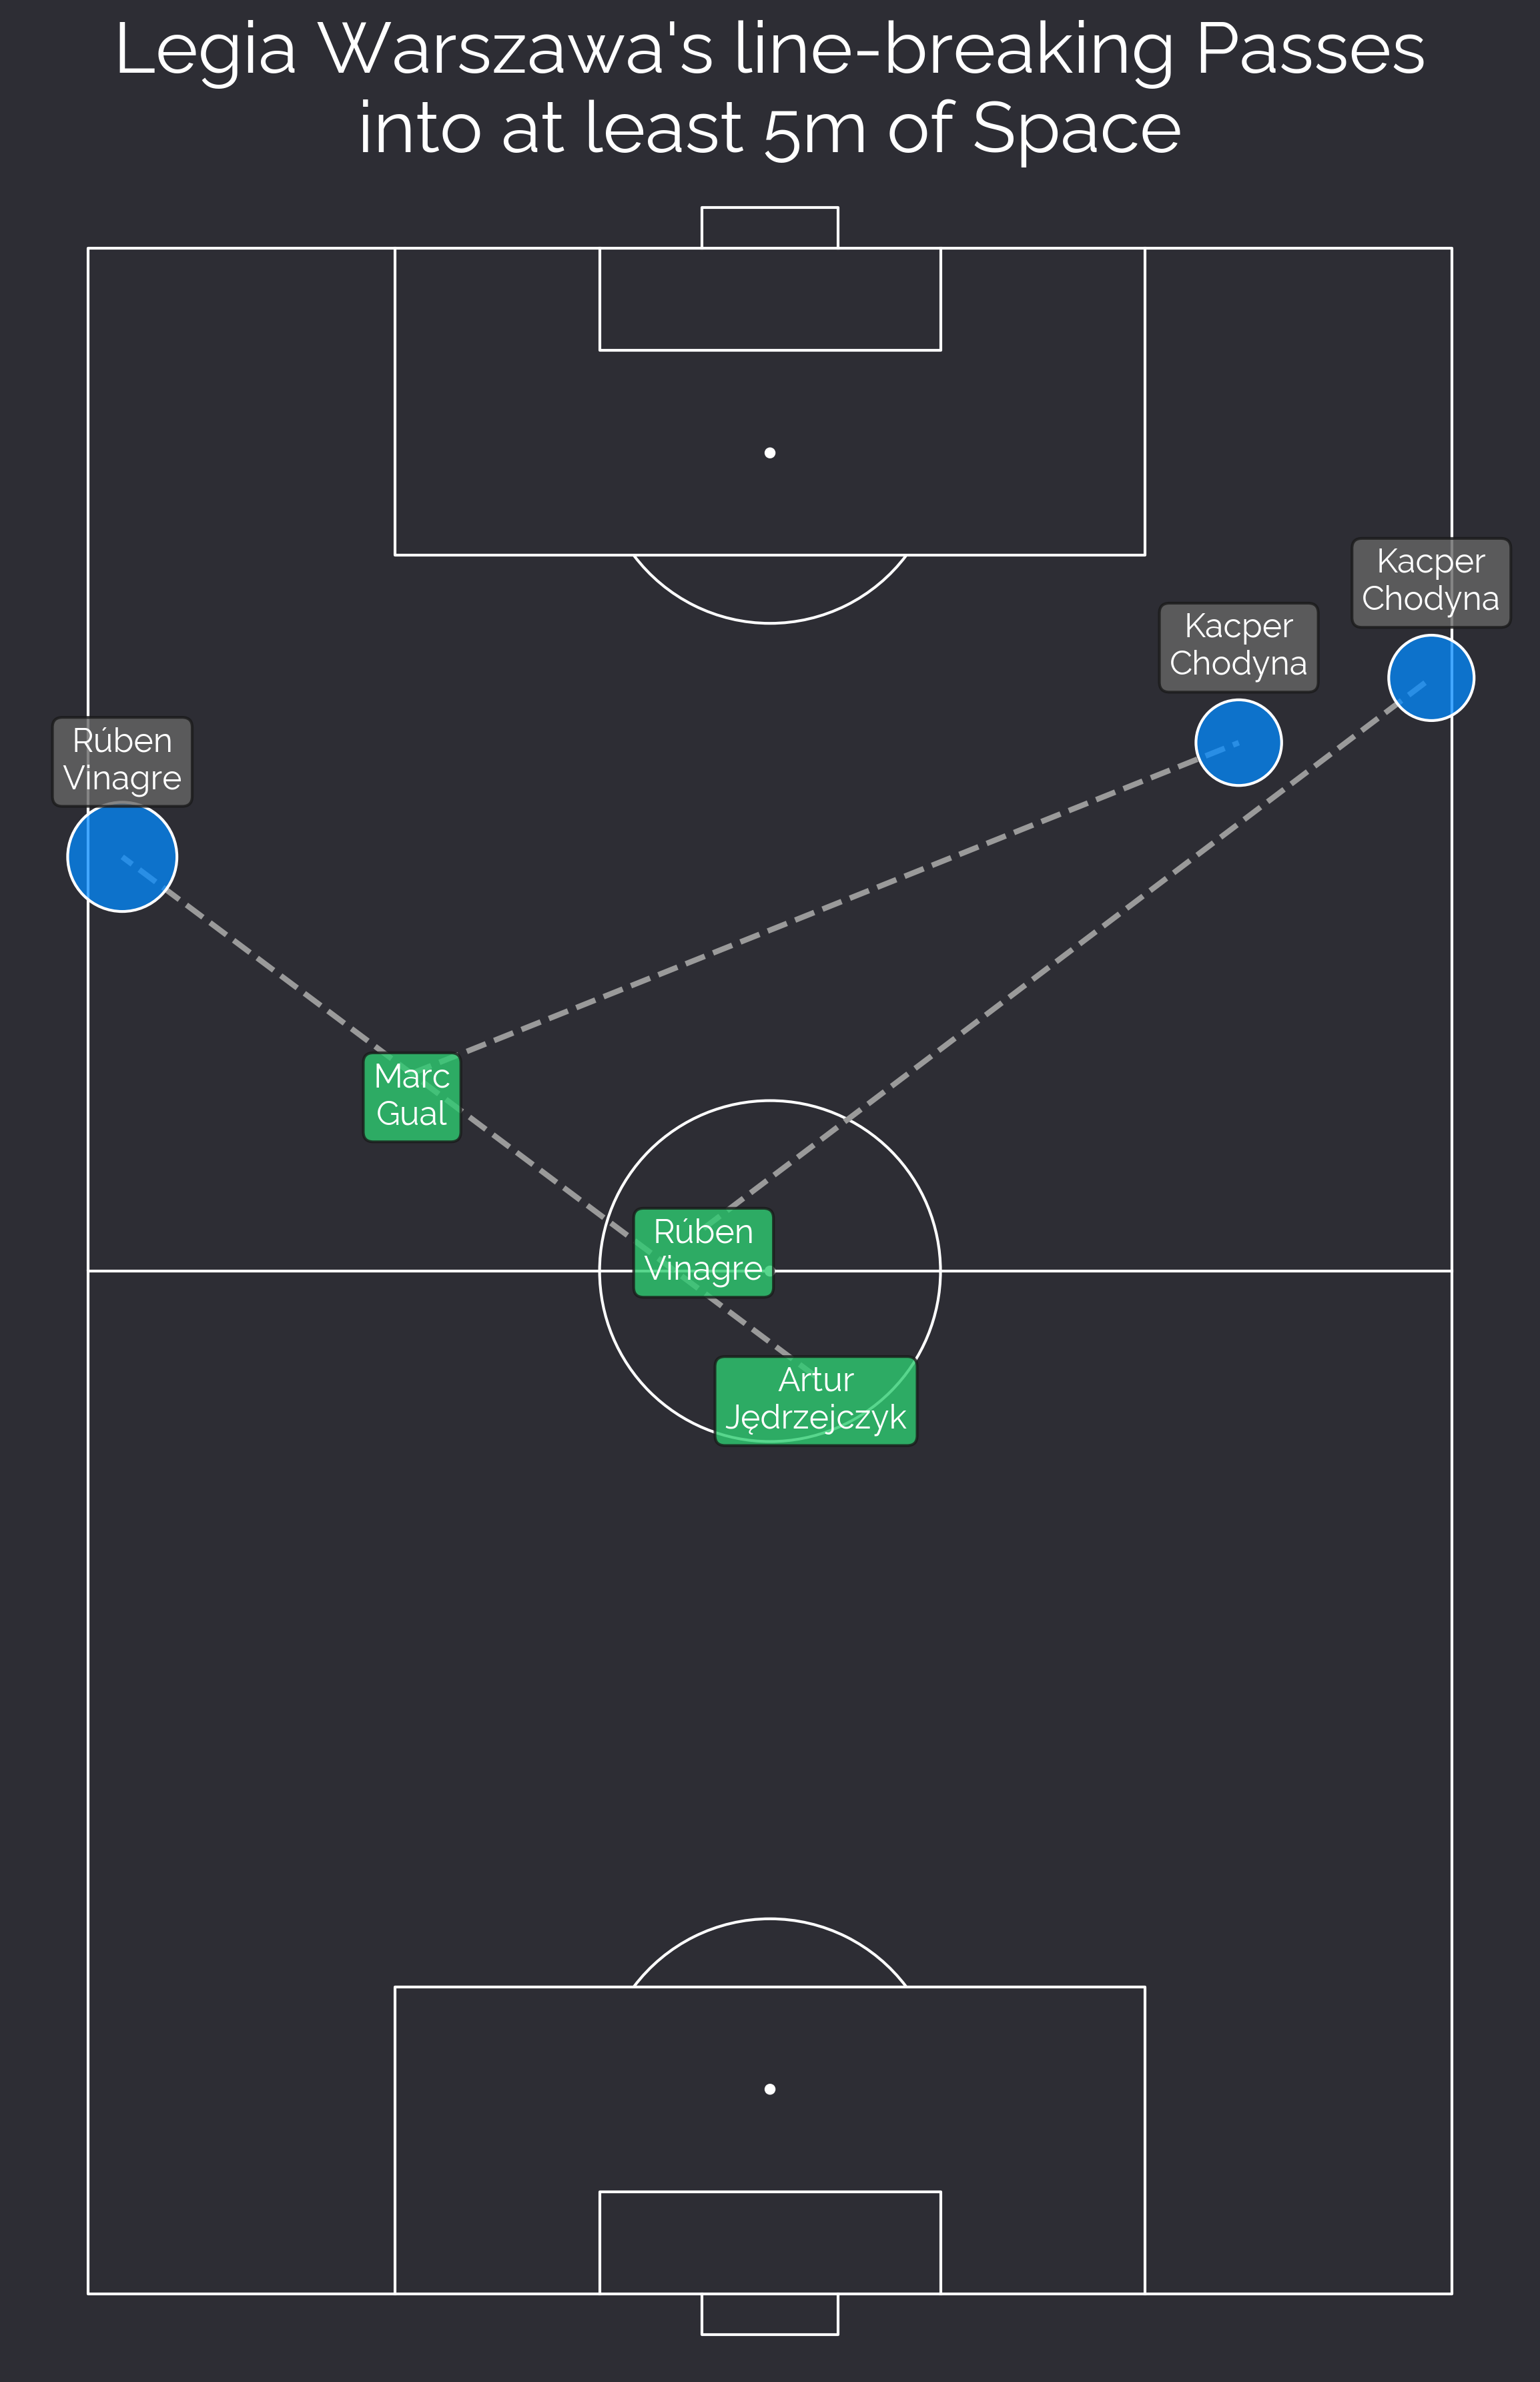 Legia Warszawa's line-breaking Passes
into at least 5m of Space
Kacper
Chodyna
Kacper
Chodyna
Rúben
Vinagre
Marc
Gual
Rúben
Vinagre
Artur
Jędrzejczyk